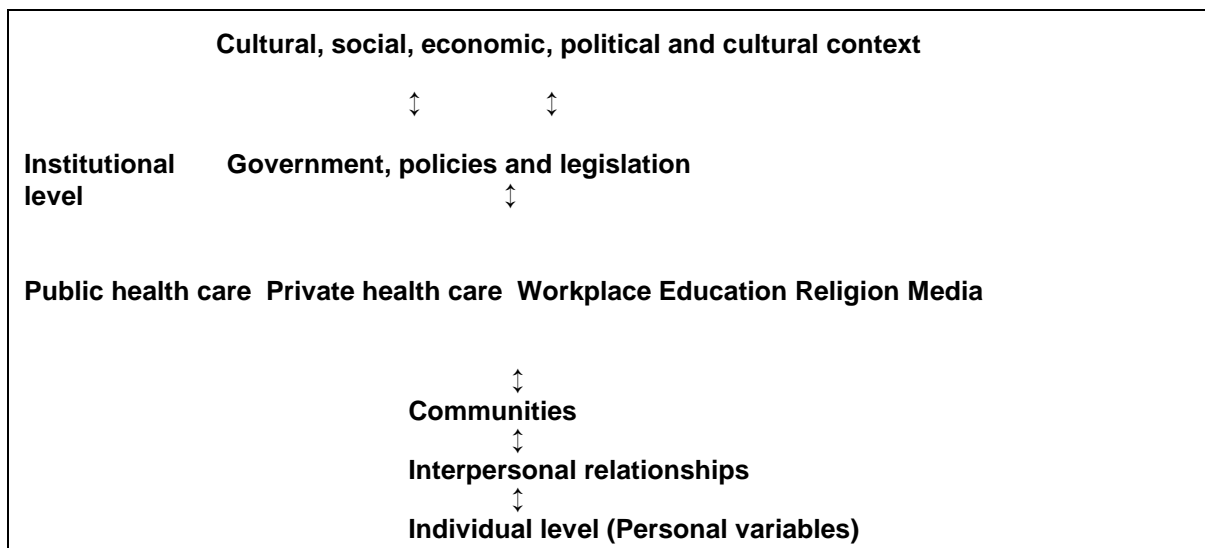 Cultural, social, economic, political and cultural context
↕ ↕
Institutional level Government, policies and legislation
↕
Public health care Private health care Workplace Education Religion Media
↕
Communities
↕
Interpersonal relationships
↕
Individual level (Personal variables)